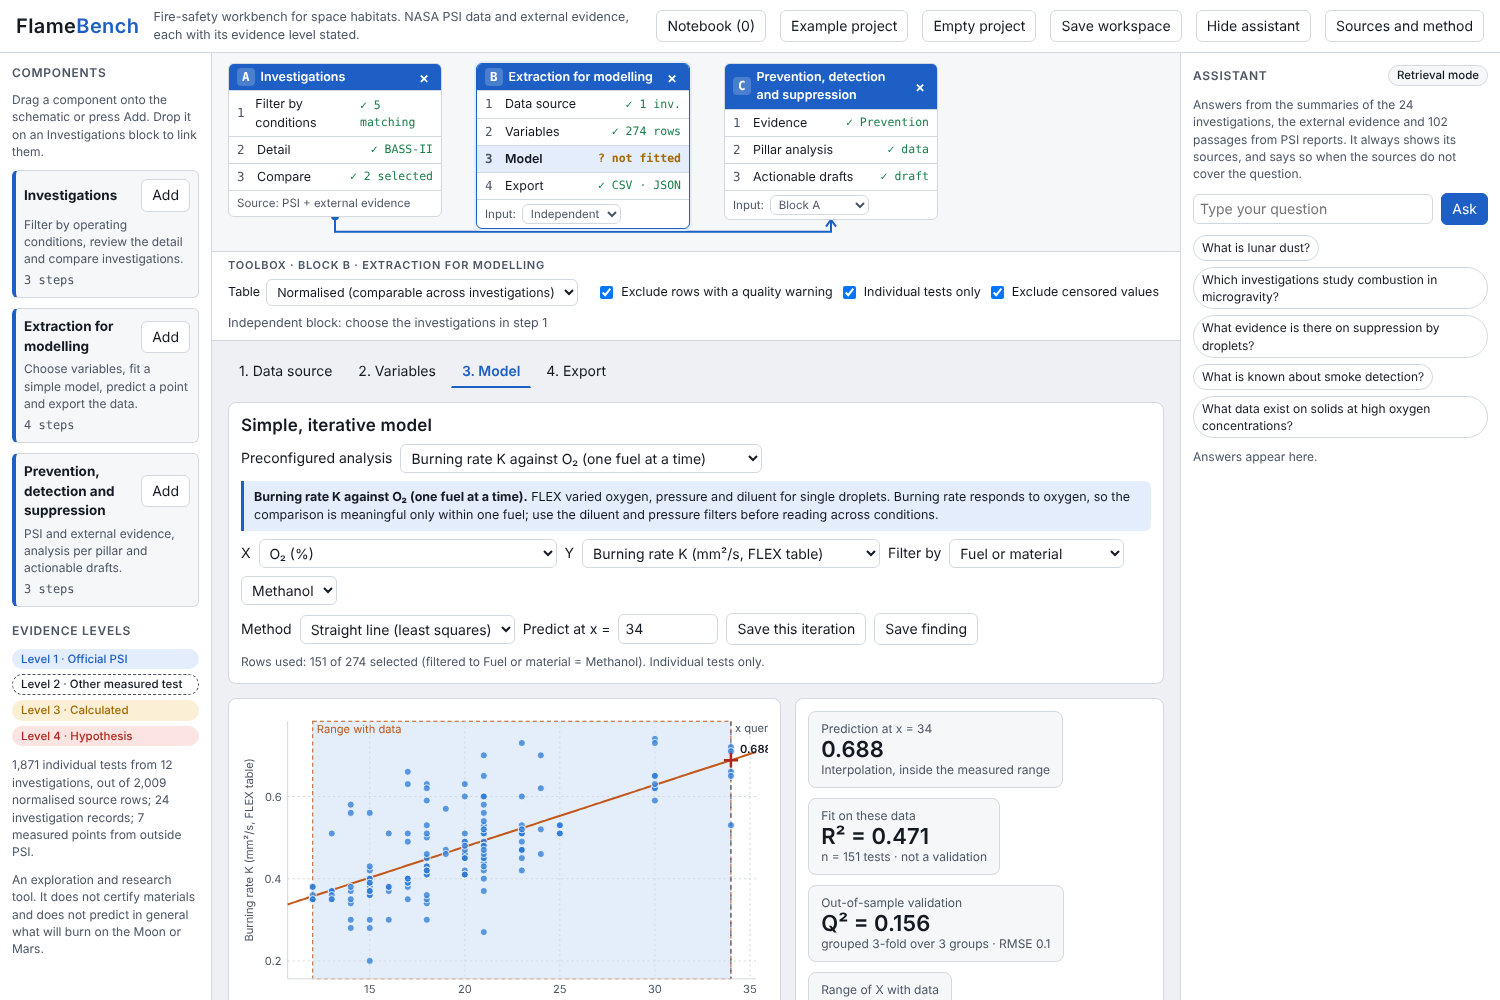 FlameBench
Fire-safety workbench for space habitats. NASA PSI data and external evidence,
each with its evidence level stated.
Notebook (0)
Example project
Empty project
Save workspace
Hide assistant
Sources and method
COMPONENTS
Drag a component onto the
schematic or press Add. Drop it
on an Investigations block to link
them.
Investigations
Add
Filter by operating
conditions, review the detail
and compare investigations.
3 steps
Extraction for
modelling
Add
Choose variables, fit a
simple model, predict a point
and export the data.
4 steps
Prevention,
detection and
suppression
Add
PSI and external evidence,
analysis per pillar and
actionable drafts.
3 steps
EVIDENCE LEVELS
Level 1 · Official PSI
Level 2 · Other measured test
Level 3 · Calculated
Level 4 · Hypothesis
1,871 individual tests from 12
investigations, out of 2,009
normalised source rows; 24
investigation records; 7
measured points from outside
PSI.
An exploration and research
tool. It does not certify materials
and does not predict in general
what will burn on the Moon or
Mars.
A Investigations ×
1 Filter by
conditions
✓ 5
matching
2 Detail ✓ BASS-II
3 Compare ✓ 2 selected
Source: PSI + external evidence
B Extraction for modelling ×
1 Data source ✓ 1 inv.
2 Variables ✓ 274 rows
3 Model ? not fitted
4 Export ✓ CSV · JSON
Input: Independent
C Prevention, detection
and suppression ×
1 Evidence ✓ Prevention
2 Pillar analysis ✓ data
3 Actionable drafts ✓ draft
Input: Block A
TOOLBOX · BLOCK B · EXTRACTION FOR MODELLING
Table Normalised (comparable across investigations) Exclude rows with a quality warning Individual tests only Exclude censored values
Independent block: choose the investigations in step 1
1. Data source 2. Variables 3. Model 4. Export
Simple, iterative model
Preconfigured analysis Burning rate K against O₂ (one fuel at a time)
Burning rate K against O₂ (one fuel at a time). FLEX varied oxygen, pressure and diluent for single droplets. Burning rate responds to oxygen, so the
comparison is meaningful only within one fuel; use the diluent and pressure filters before reading across conditions.
X O₂ (%) Y Burning rate K (mm²/s, FLEX table) Filter by Fuel or material
Methanol
Method Straight line (least squares) Predict at x = 34 Save this iteration Save finding
Rows used: 151 of 274 selected (filtered to Fuel or material = Methanol). Individual tests only.
Range with data
x quer
0.688
Burning rate K (mm²/s, FLEX table)
0.6
0.4
0.2
15 20 25 30 35
Prediction at x = 34
0.688
Interpolation, inside the measured range
Fit on these data
R² = 0.471
n = 151 tests · not a validation
Out-of-sample validation
Q² = 0.156
grouped 3-fold over 3 groups · RMSE 0.1
Range of X with data
ASSISTANT
Retrieval mode
Answers from the summaries of the 24
investigations, the external evidence and 102
passages from PSI reports. It always shows its
sources, and says so when the sources do not
cover the question.
Type your question
Ask
What is lunar dust?
Which investigations study combustion in
microgravity?
What evidence is there on suppression by
droplets?
What is known about smoke detection?
What data exist on solids at high oxygen
concentrations?
Answers appear here.